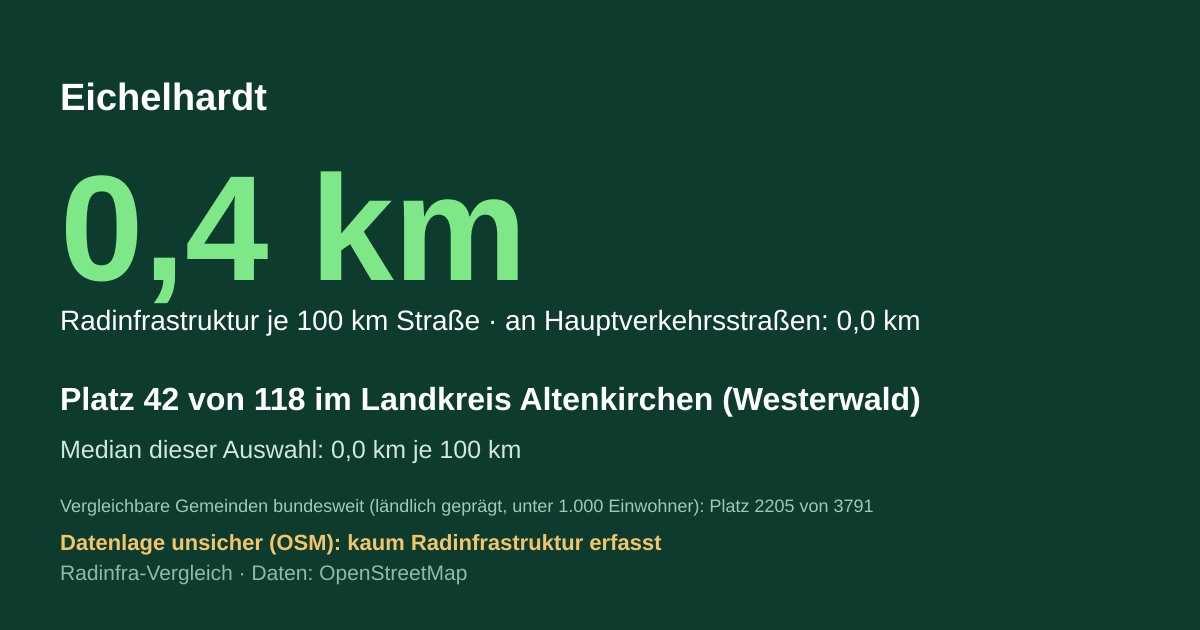 Eichelhardt
0,4 km
Radinfrastruktur je 100 km Straße · an Hauptverkehrsstraßen: 0,0 km
Platz 42 von 118 im Landkreis Altenkirchen (Westerwald)
Median dieser Auswahl: 0,0 km je 100 km
Vergleichbare Gemeinden bundesweit (ländlich geprägt, unter 1.000 Einwohner): Platz 2205 von 3791
Datenlage unsicher (OSM): kaum Radinfrastruktur erfasst
Radinfra-Vergleich · Daten: OpenStreetMap